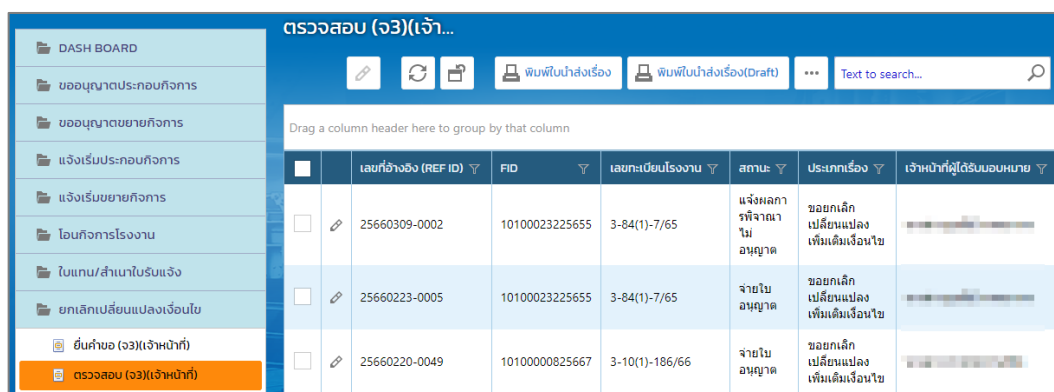 ตรวจสอบ (จ3)(เจ้า...
DASH BOARD
ขออนุญาตประกอบกิจการ
ขออนุญาตขยายกิจการ
แจ้งเริ่มประกอบกิจการ
แจ้งเริ่มขยายกิจการ
โอนกิจการโรงงาน
ใบแทน/สำเนาใบรับแจ้ง
ยกเลิกเปลี่ยนแปลงเงื่อนไข
ยื่นคำขอ (จ3)(เจ้าหน้าที่)
ตรวจสอบ (จ3)(เจ้าหน้าที่)
พิมพ์ใบนำส่งเรื่อง
พิมพ์ใบนำส่งเรื่อง(Draft)
Text to search...
Drag a column header here to group by that column
เลขที่อ้างอิง (REF ID) FID เลขทะเบียนโรงงาน สถานะ ประเภทเรื่อง เจ้าหน้าที่ผู้ได้รับมอบหมาย
25660309-0002 10100023225655 3-84(1)-7/65
แจ้งผลกา
รพิจาณา
ไม่
อนุญาต
ขอยกเลิก
เปลี่ยนแปลง
เพิ่มเติมเงื่อนไข
25660223-0005 10100023225655 3-84(1)-7/65
จ่ายใบ
อนุญาต
ขอยกเลิก
เปลี่ยนแปลง
เพิ่มเติมเงื่อนไข
25660220-0049 10100000825667 3-10(1)-186/66
จ่ายใบ
อนุญาต
ขอยกเลิก
เปลี่ยนแปลง
เพิ่มเติมเงื่อนไข